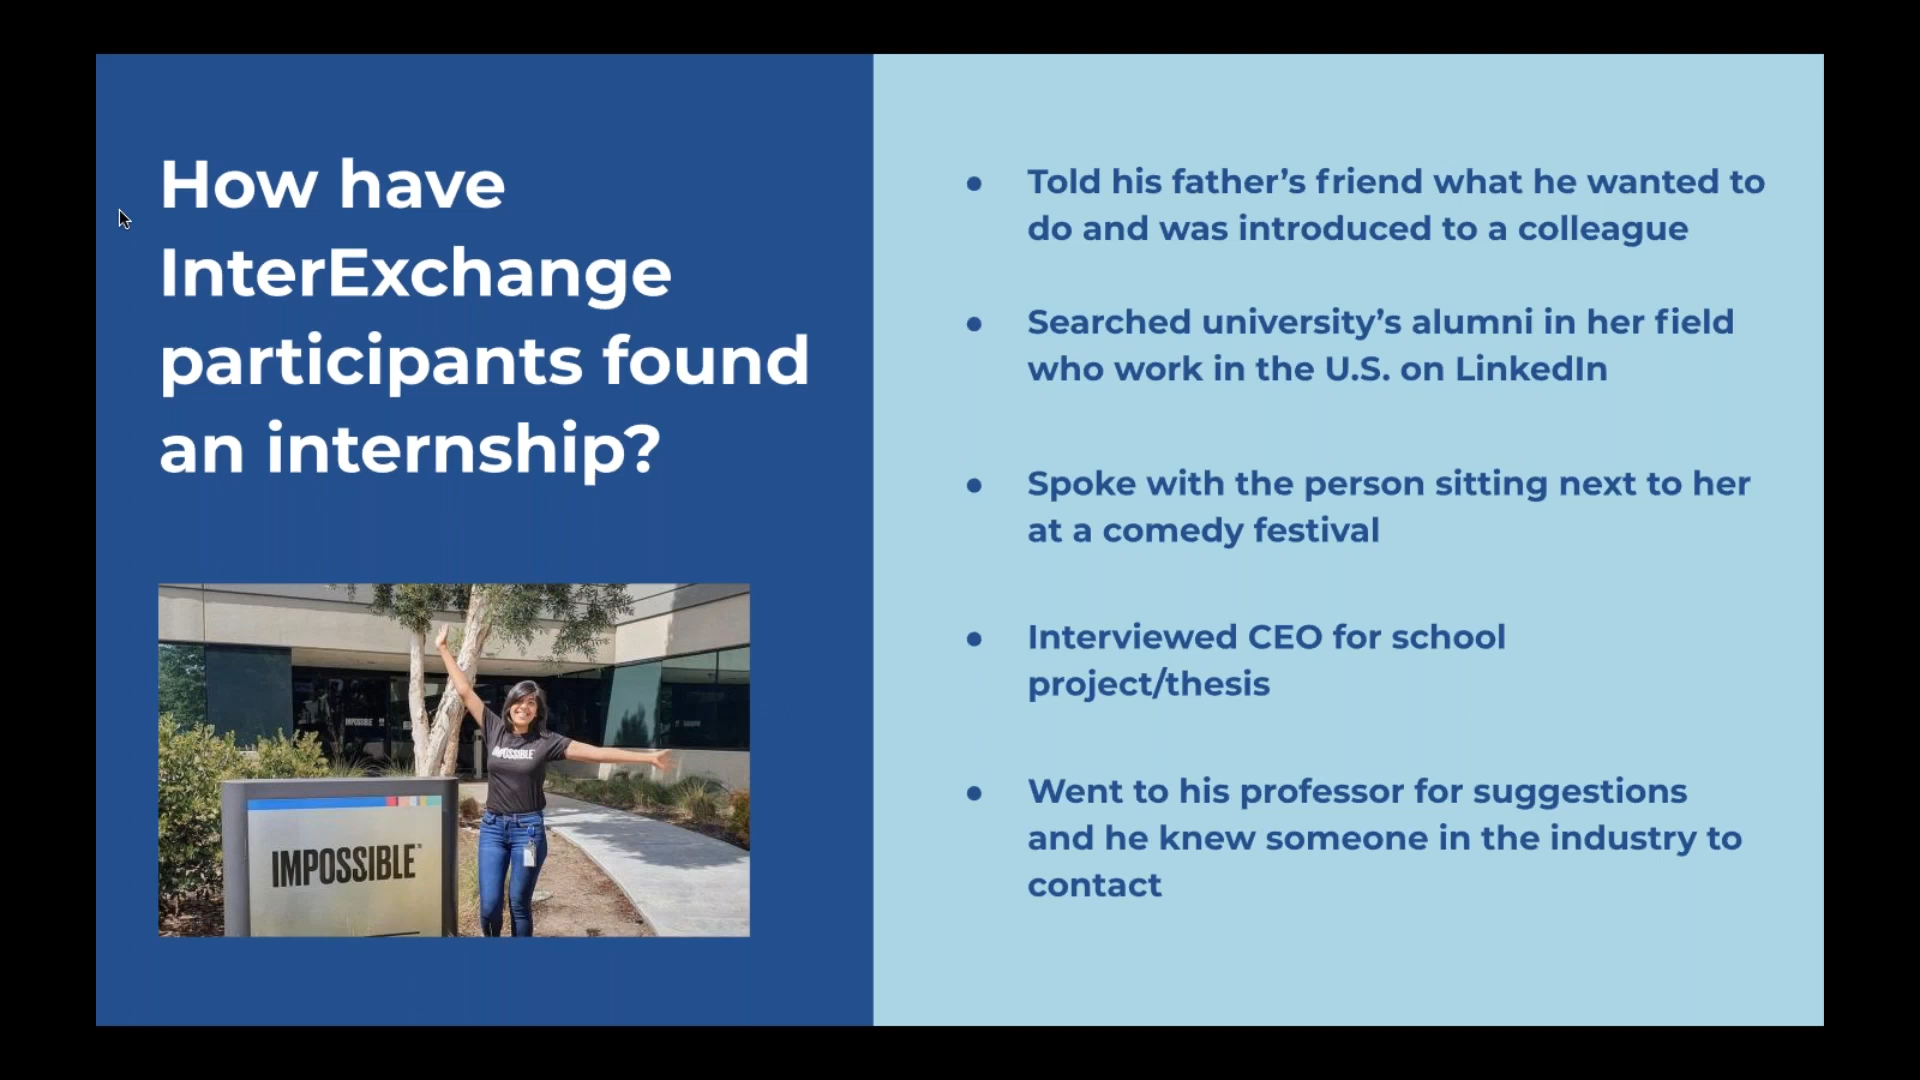 How have
InterExchange
participants found
an internship?
IMPOSSIBLE
IMPOSSIBLE
IMPOSSIBLE
• Told his father’s friend what he wanted to
do and was introduced to a colleague
• Searched university’s alumni in her field
who work in the U.S. on LinkedIn
• Spoke with the person sitting next to her
at a comedy festival
• Interviewed CEO for school
project/thesis
• Went to his professor for suggestions
and he knew someone in the industry to
contact